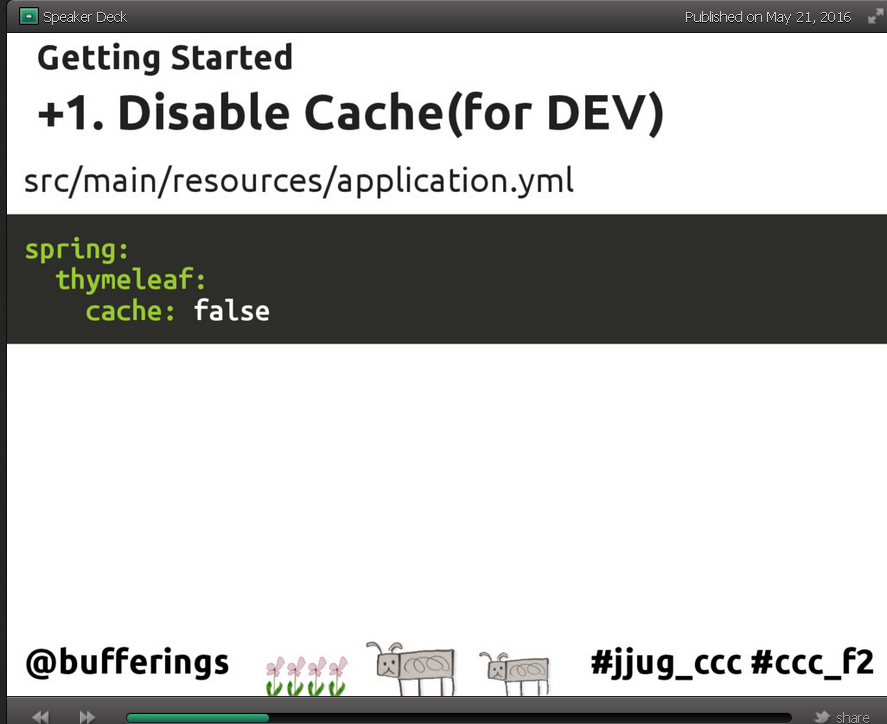 Speaker Deck
Published on May 21, 2016
Getting Started
+1. Disable Cache(for DEV)
src/main/resources/application.yml
spring:
  thymeleaf:
    cache: false
@bufferings
#jjug_ccc #ccc_f2
share